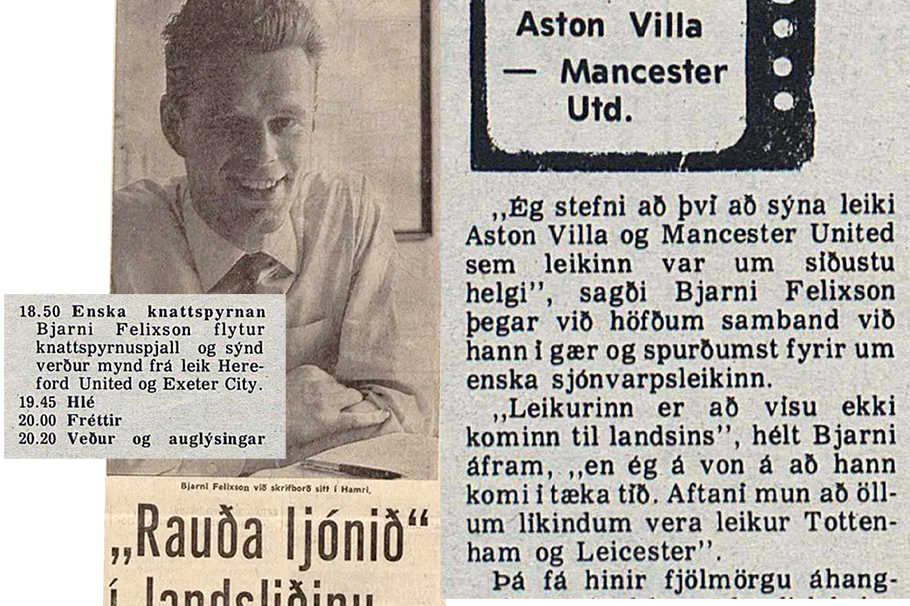 18.50 Enska knattspyrnan
Bjarni Felixson flytur
knattspyrnuspjall og sýnd
verður mynd frá leik Here-
ford United og Exeter City.
19.45 Hlé
20.00 Fréttir
20.20 Veður og auglýsingar
Bjarni Felixson við skrifborð sitt í Hamri.
„Rauða ljónið“
í landsliðinu
Aston Villa
— Mancester
Utd.
,,Ég stefni að því að sýna leiki
Aston Villa og Mancester United
sem leikinn var um síðustu
helgi”, sagði Bjarni Felixson
þegar við höfðum samband við
hann í gær og spurðumst fyrir um
enska sjónvarpsleikinn.
,,Leikurinn er að vísu ekki
kominn til landsins”, hélt Bjarni
áfram, ,,en ég á von á að hann
komi í tæka tíð. Aftaní mun að öll-
um líkindum vera leikur Totten-
ham og Leicester”.
Þá fá hinir fjölmörgu áhang-